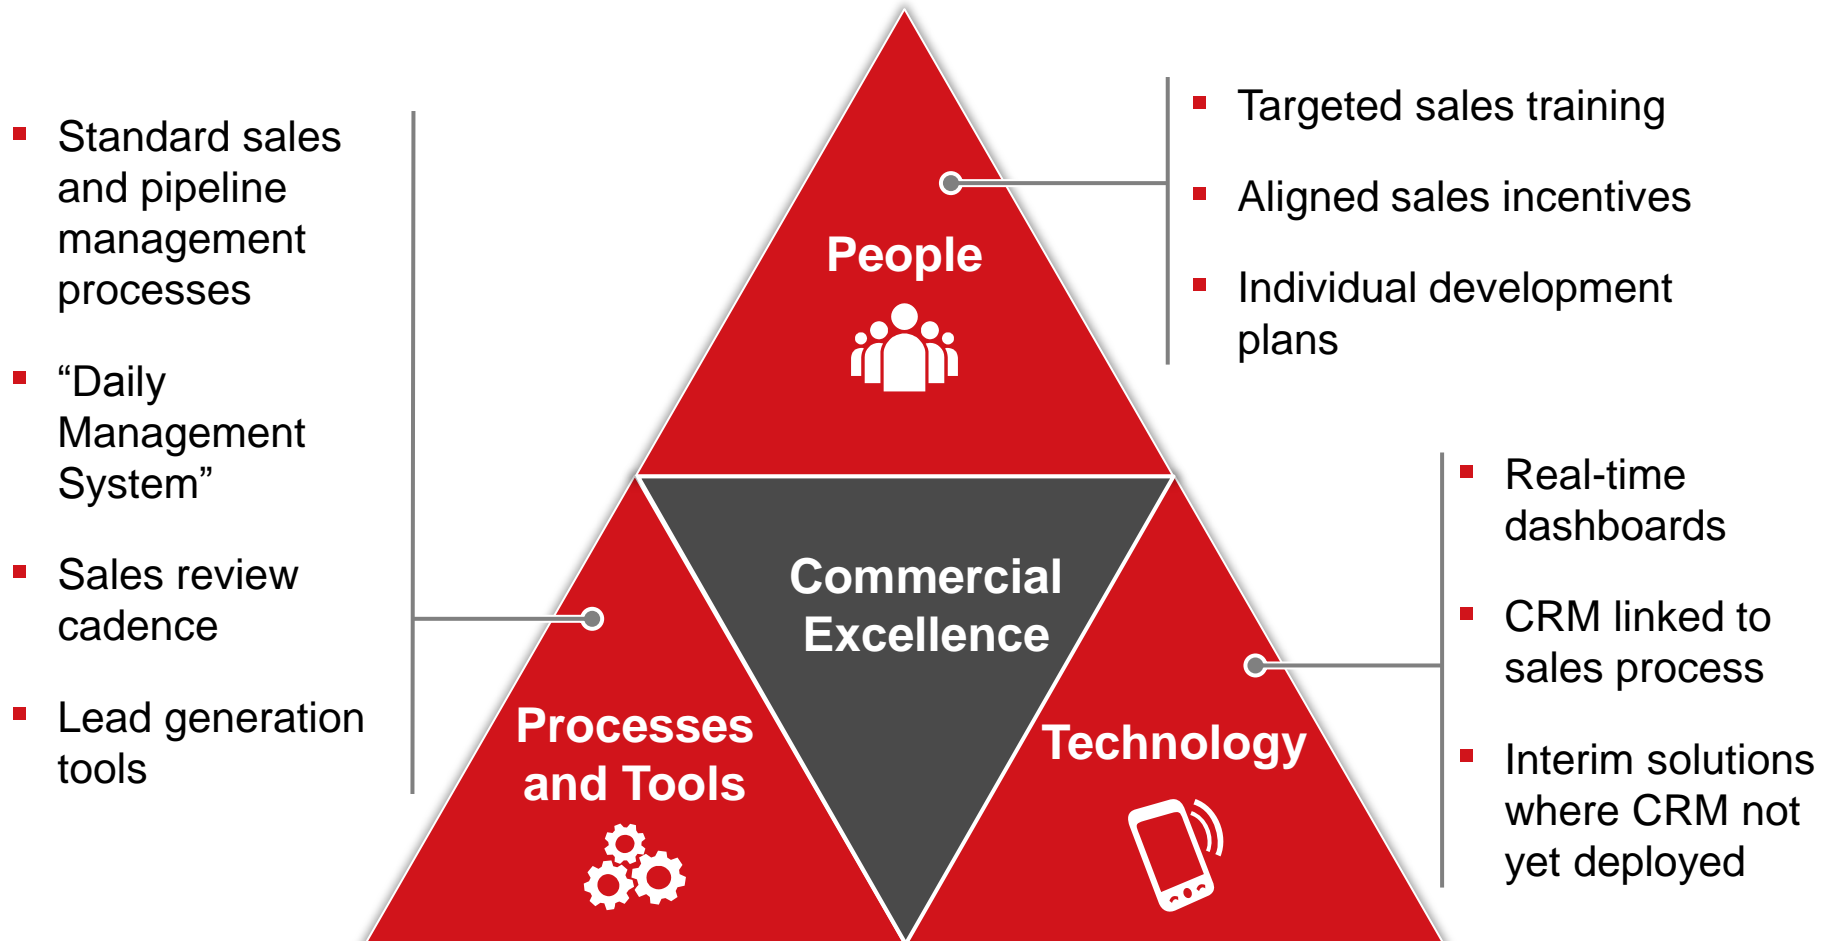 Standard sales
and pipeline
management
processes
“Daily
Management
System”
Sales review
cadence
Lead generation
tools
People
Targeted sales training
Aligned sales incentives
Individual development
plans
Commercial
Excellence
Processes
and Tools
Technology
Real-time
dashboards
CRM linked to
sales process
Interim solutions
where CRM not
yet deployed